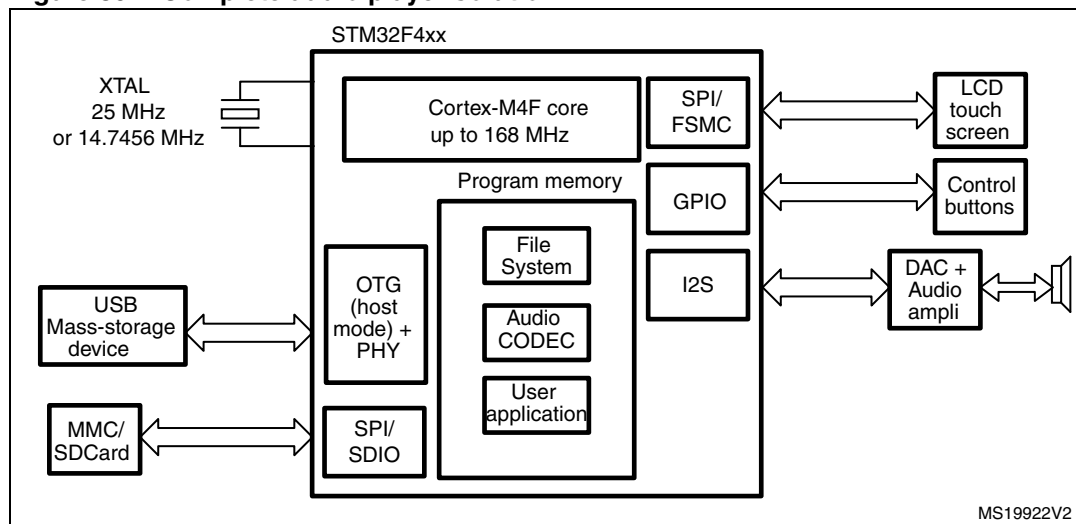 STM32F4xx
XTAL
25 MHz
or 14.7456 MHz
Cortex-M4F core
up to 168 MHz
SPI/
FSMC
LCD
touch
screen
Program memory
GPIO
Control
buttons
File
System
OTG
(host
mode) +
PHY
I2S
DAC +
Audio
ampli
USB
Mass-storage
device
Audio
CODEC
User
application
MMC/
SDCard
SPI/
SDIO
MS19922V2